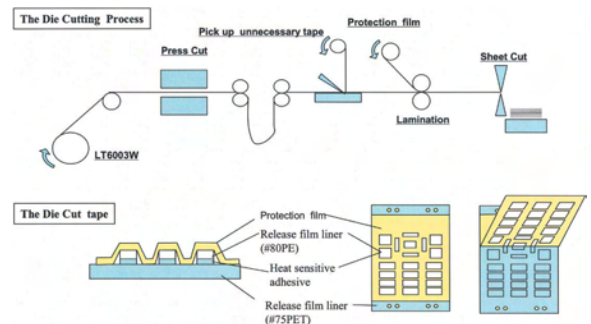 The Die Cutting Process
Pick up unnecessary tape
Protection film
Press Cut
Sheet Cut
Lamination
LT6003W
The Die Cut tape
Protection film
Release film liner
(#80PE)
Heat sensitive
adhesive
Release film liner
(#75PET)